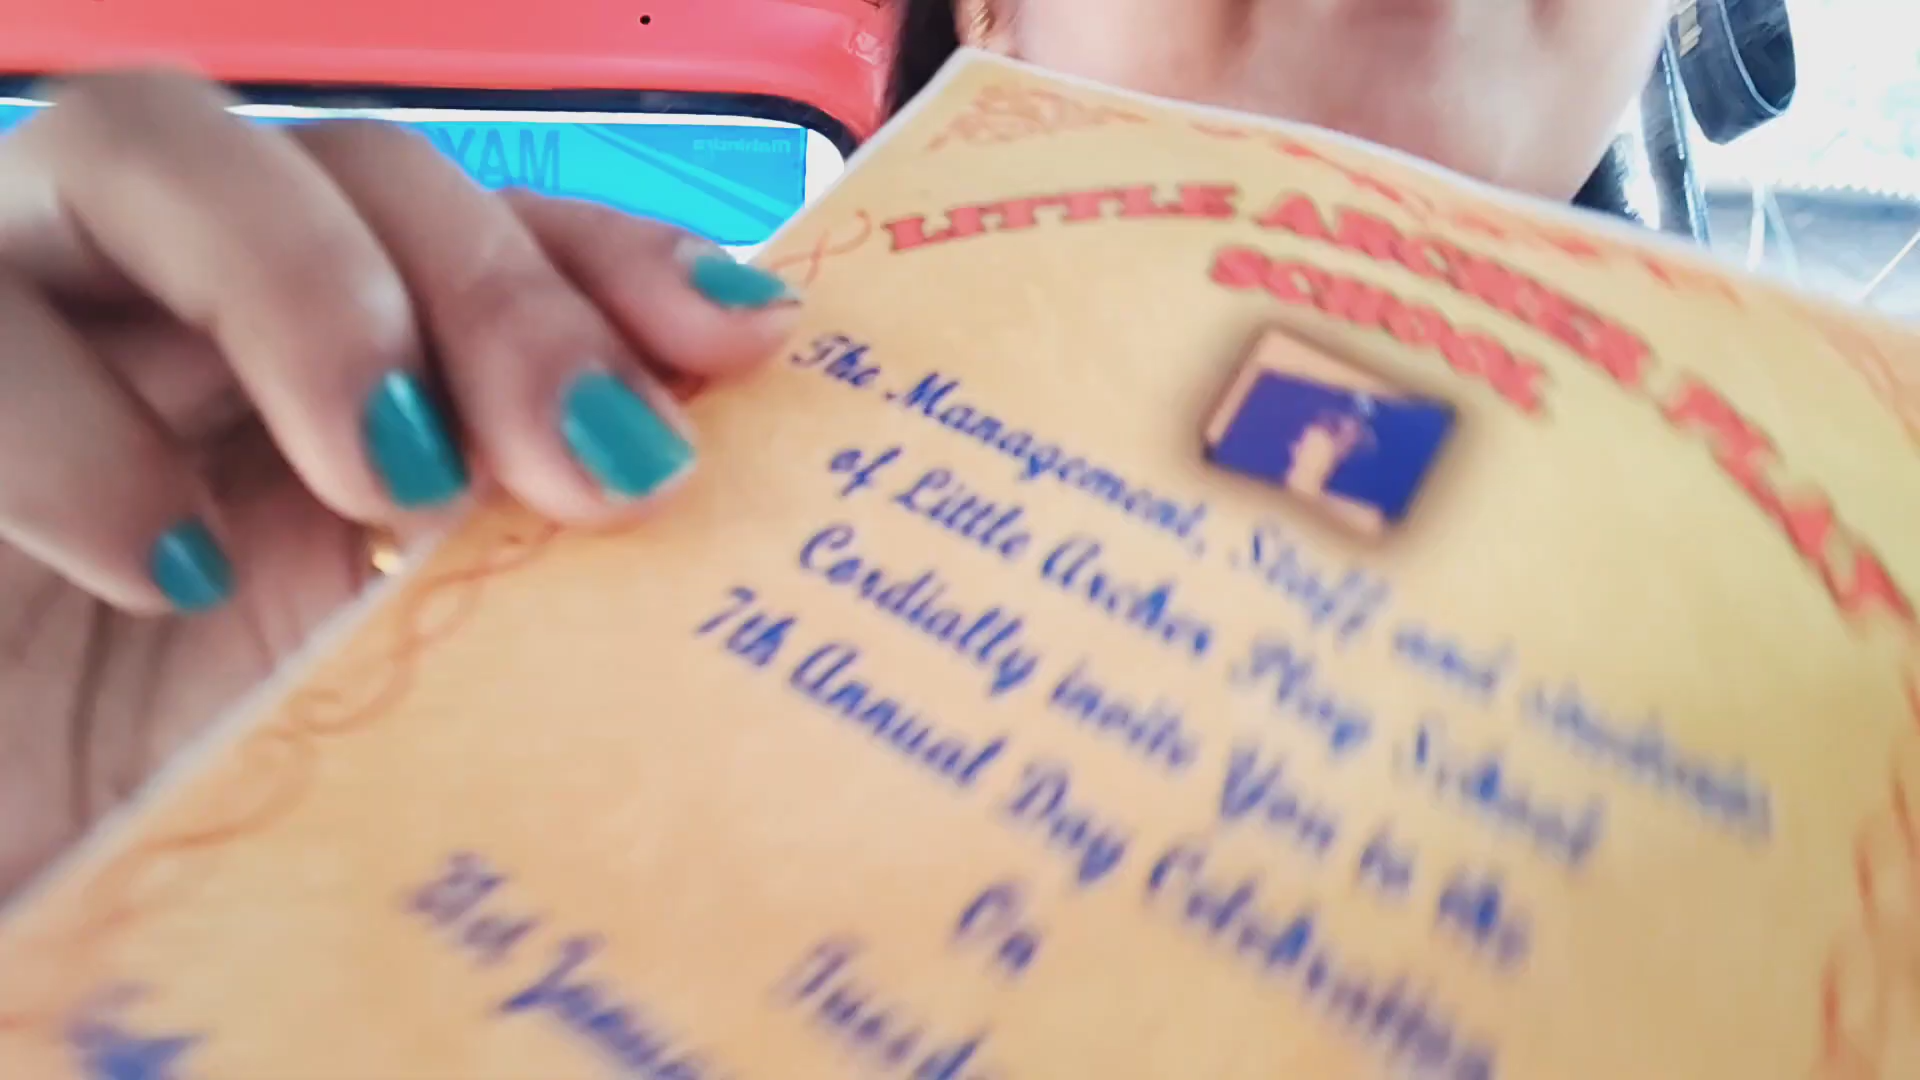 LITTLE ARCHER PLAY
SCHOOL
The Management, Staff and students
of Little Archer Play School
Cordially invite You to the
7th Annual Day Celebration
On